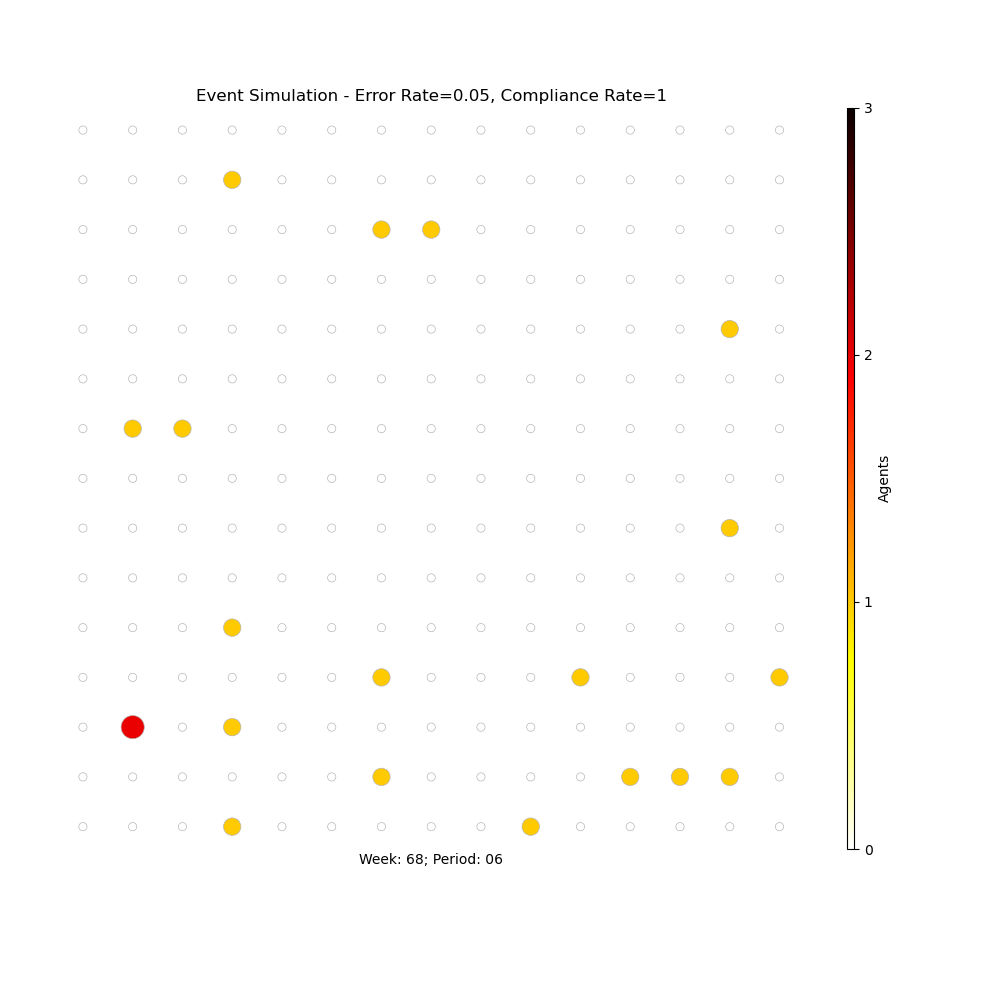 Event Simulation - Error Rate=0.05, Compliance Rate=1
3
2
1
0
Agents
Week: 68; Period: 06